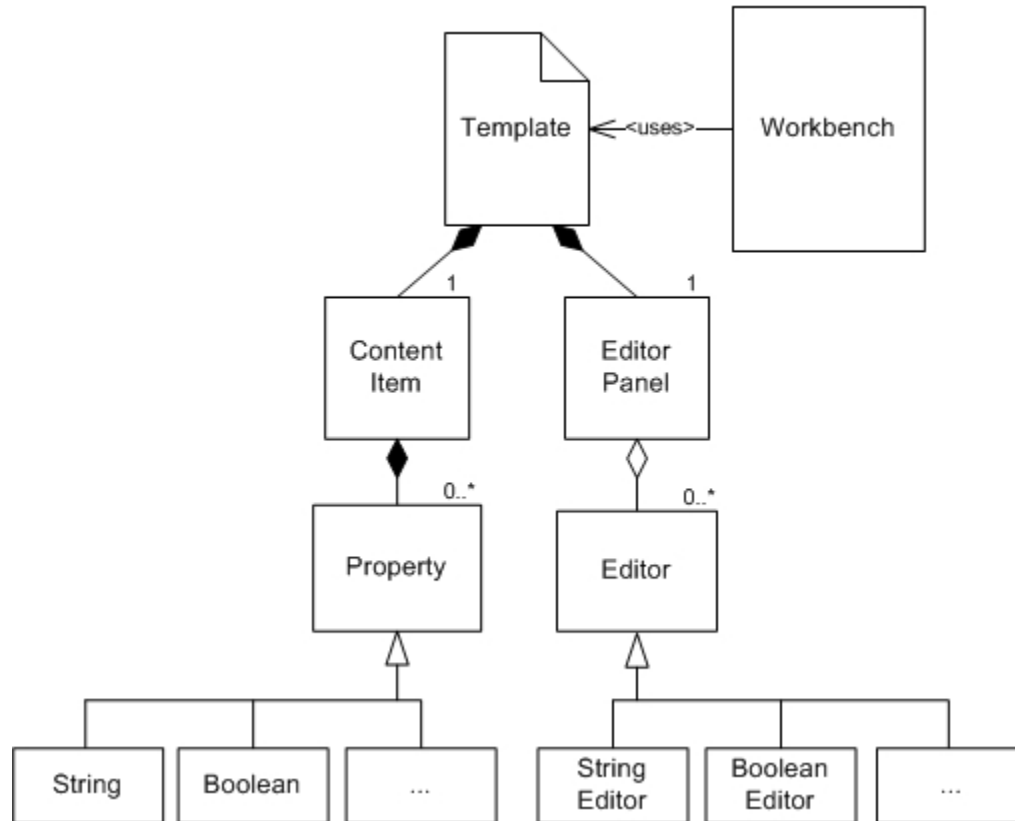 Template
<uses>
Workbench
1
1
Content
Item
Editor
Panel
0..*
0..*
Property
Editor
String
Boolean
...
String
Editor
Boolean
Editor
...